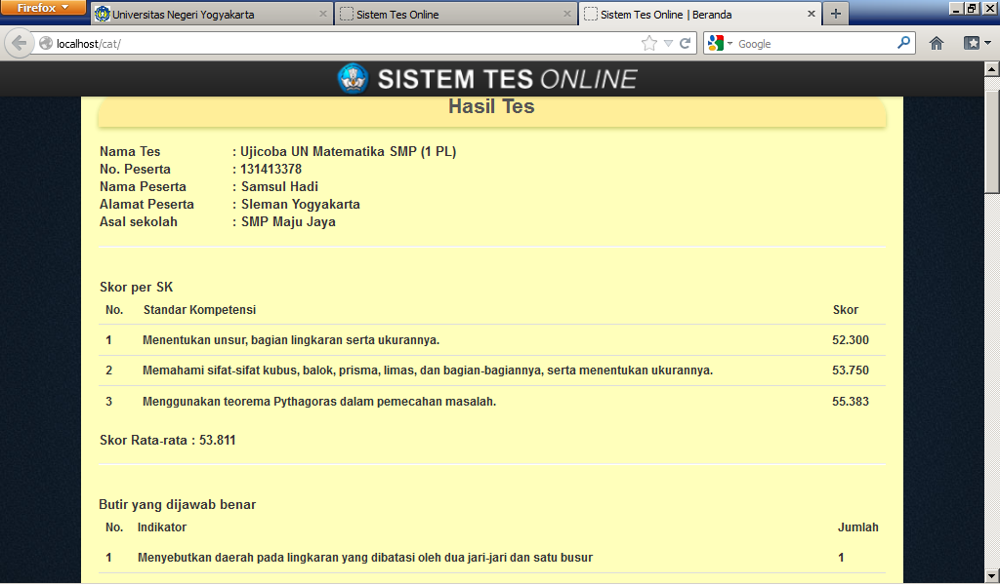 Firefox
Universitas Negeri Yogyakarta
Sistem Tes Online
Sistem Tes Online | Beranda
localhost/cat/
Google
SISTEM TES ONLINE
Hasil Tes
Nama Tes : Ujicoba UN Matematika SMP (1 PL)
No. Peserta : 131413378
Nama Peserta : Samsul Hadi
Alamat Peserta : Sleman Yogyakarta
Asal sekolah : SMP Maju Jaya
Skor per SK
No. Standar Kompetensi Skor
1 Menentukan unsur, bagian lingkaran serta ukurannya. 52.300
2 Memahami sifat-sifat kubus, balok, prisma, limas, dan bagian-bagiannya, serta menentukan ukurannya. 53.750
3 Menggunakan teorema Pythagoras dalam pemecahan masalah. 55.383
Skor Rata-rata : 53.811
Butir yang dijawab benar
No. Indikator Jumlah
1 Menyebutkan daerah pada lingkaran yang dibatasi oleh dua jari-jari dan satu busur 1